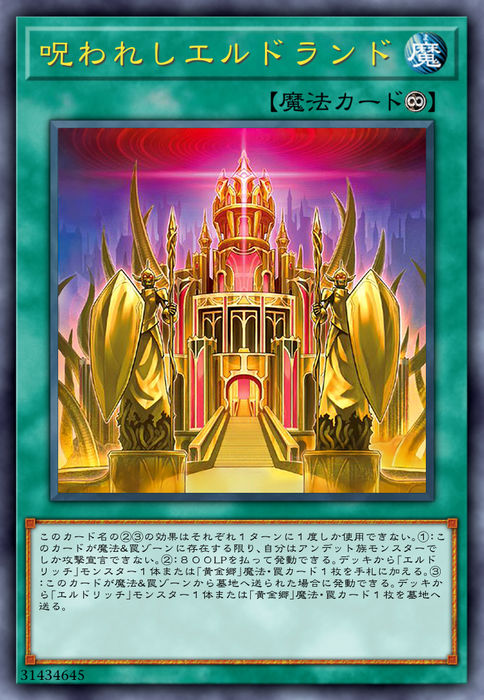 呪われしエルドランド
魔
【魔法カード♾】
このカード名の②③の効果はそれぞれ１ターンに１度しか使用できない。①：こ
のカードが魔法&罠ゾーンに存在する限り、自分はアンデット族モンスターで
しか攻撃宣言できない。②：８００LPを払って発動できる。デッキから「エルド
リッチ」モンスター１体または「黄金郷」魔法・罠カード１枚を手札に加える。③
：このカードが魔法&罠ゾーンから墓地へ送られた場合に発動できる。デッキか
ら「エルドリッチ」モンスター１体または「黄金郷」魔法・罠カード１枚を墓地へ
送る。
31434645